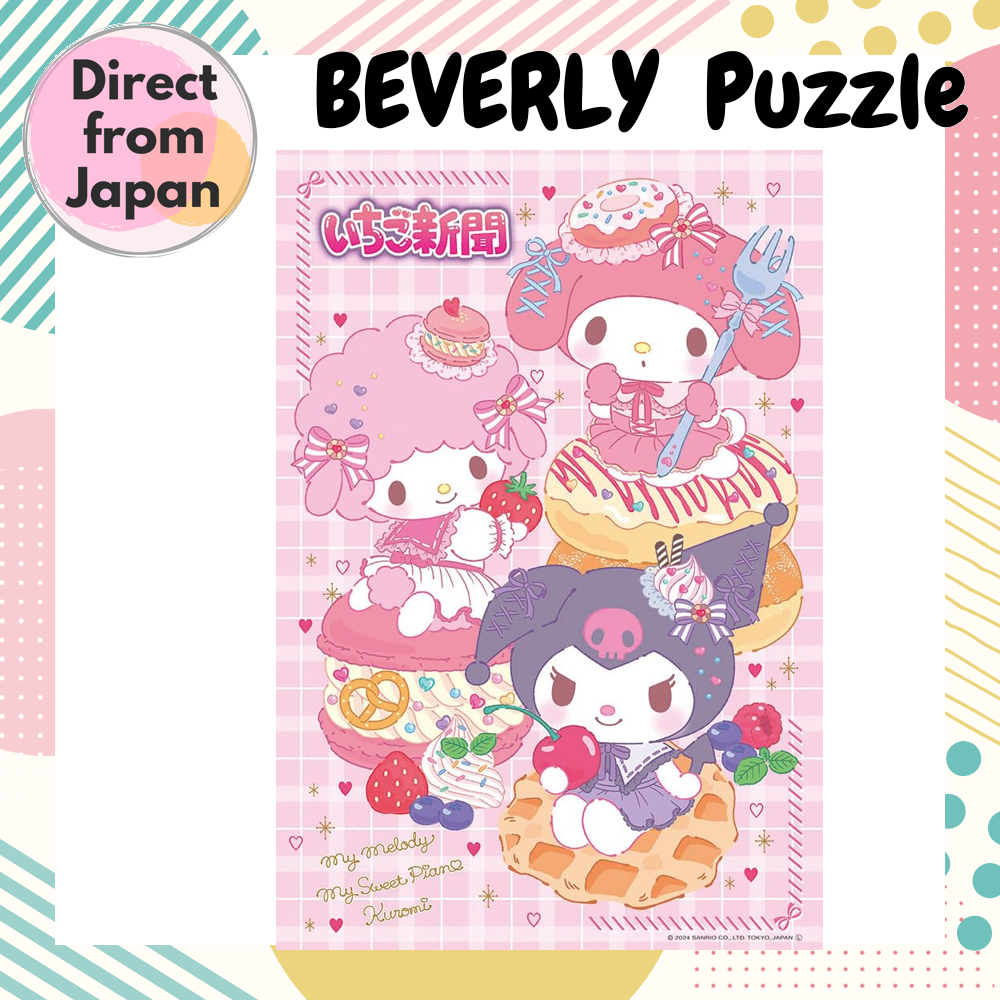 Direct
from
Japan
BEVERLY Puzzle
いちご新聞
My Melody
My Sweet Piano
Kuromi
© 2024 SANRIO CO., LTD. TOKYO, JAPAN Ⓛ